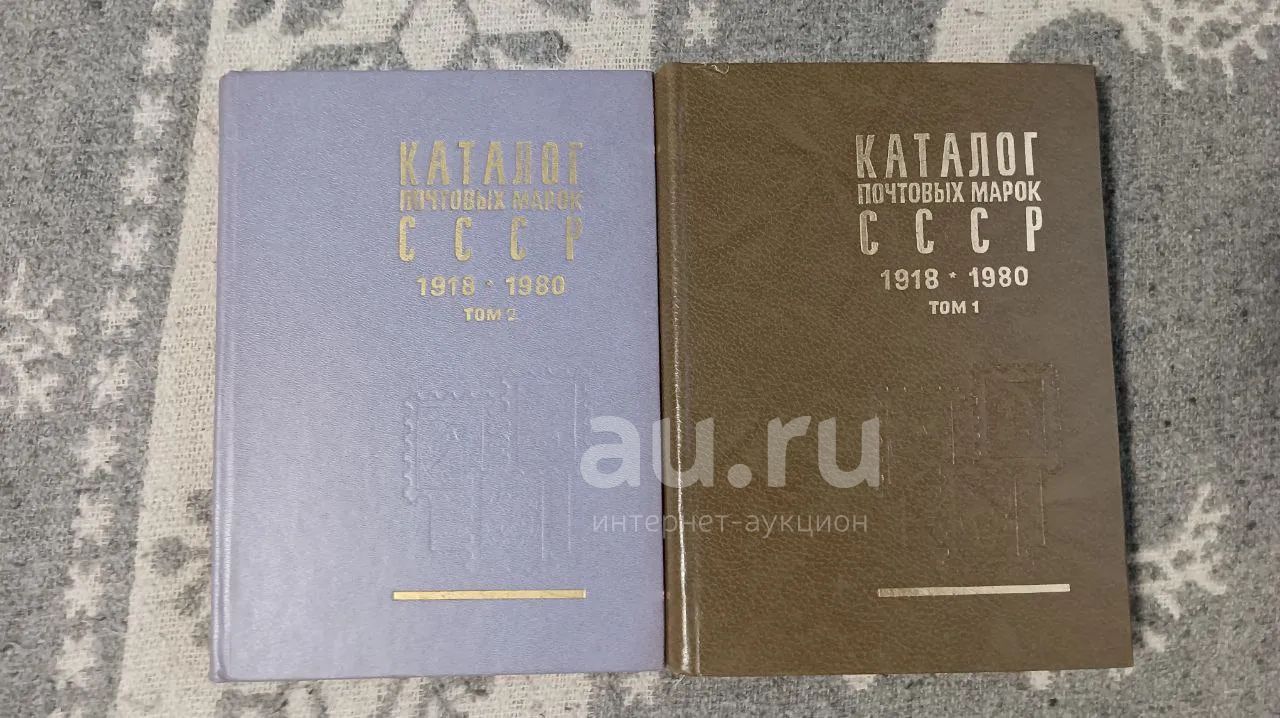 КАТАЛОГ
ПОЧТОВЫХ МАРОК
СССР
1918 * 1980
ТОМ 2
КАТАЛОГ
ПОЧТОВЫХ МАРОК
СССР
1918 * 1980
ТОМ 1
au.ru
интернет-аукцион